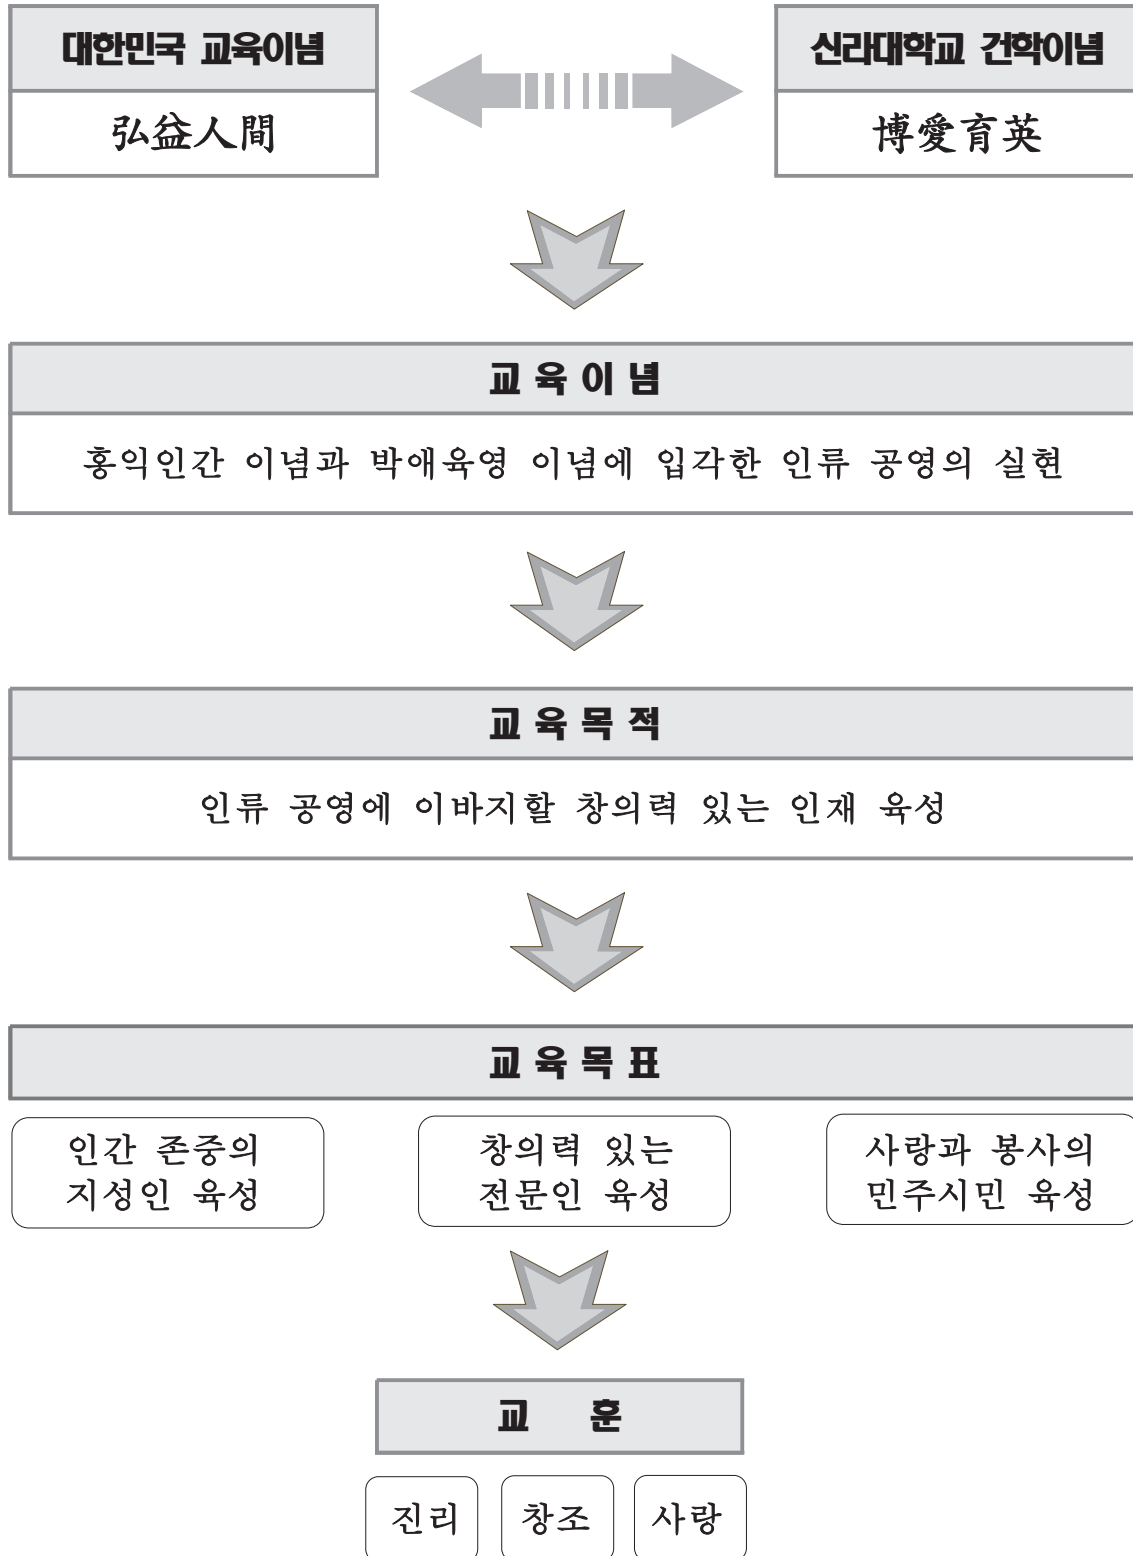 대한민국 교육이념
신라대학교 건학이념
弘益人間
博愛育英
교육이념
홍익인간 이념과 박애육영 이념에 입각한 인류 공영의 실현
교육목적
인류 공영에 이바지할 창의력 있는 인재 육성
교육목표
인간 존중의
지성인 육성
창의력 있는
전문인 육성
사랑과 봉사의
민주시민 육성
교 훈
진리
창조
사랑